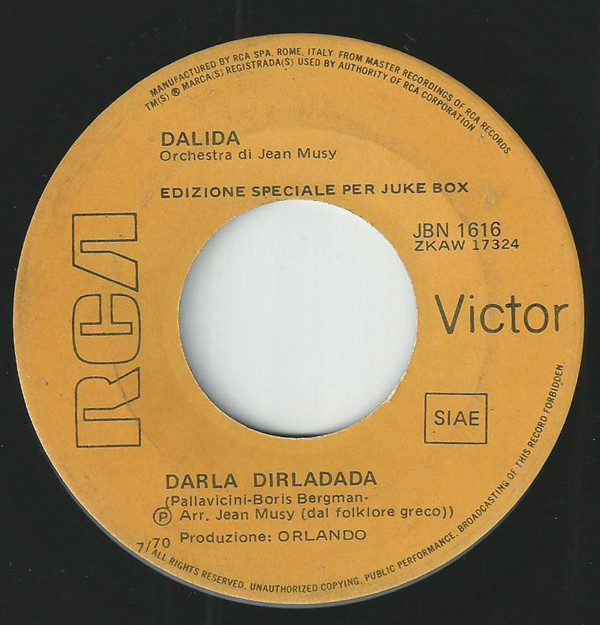 MANUFACTURED BY RCA SPA, ROME, ITALY FROM MASTER RECORDINGS OF RCA RECORDS
TM(S) ® MARCA(S) REGISTRADA(S) USED BY AUTHORITY OF RCA CORPORATION
DALIDA
Orchestra di Jean Musy
EDIZIONE SPECIALE PER JUKE BOX
JBN 1616
ZKAW 17324
RCA
Victor
SIAE
DARLA DIRLADADA
(Pallavicini-Boris Bergman-
Ⓟ Arr. Jean Musy (dal folklore greco))
7/70 Produzione: ORLANDO
ALL RIGHTS RESERVED. UNAUTHORIZED COPYING, PUBLIC PERFORMANCE, BROADCASTING OF THIS RECORD FORBIDDEN